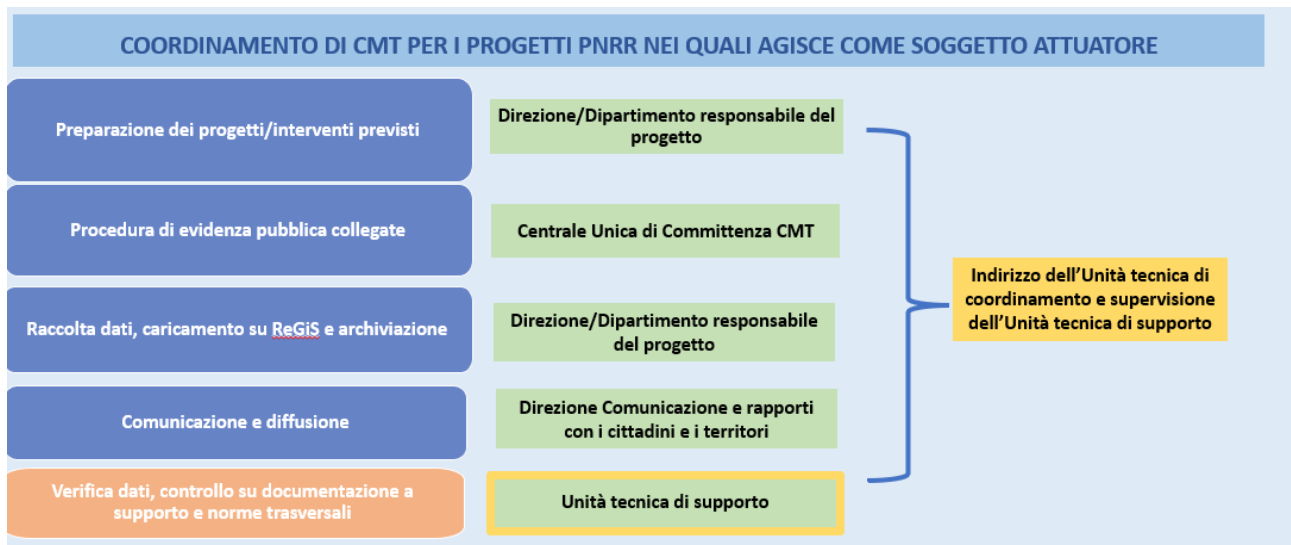 COORDINAMENTO DI CMT PER I PROGETTI PNRR NEI QUALI AGISCE COME SOGGETTO ATTUATORE
Preparazione dei progetti/interventi previsti
Direzione/Dipartimento responsabile del
progetto
Procedura di evidenza pubblica collegate
Centrale Unica di Committenza CMT
Raccolta dati, caricamento su ReGiS e archiviazione
Direzione/Dipartimento responsabile
del progetto
Comunicazione e diffusione
Direzione Comunicazione e rapporti
con i cittadini e i territori
Verifica dati, controllo su documentazione a
supporto e norme trasversali
Unità tecnica di supporto
Indirizzo dell'Unità tecnica di
coordinamento e supervisione
dell'Unità tecnica di supporto